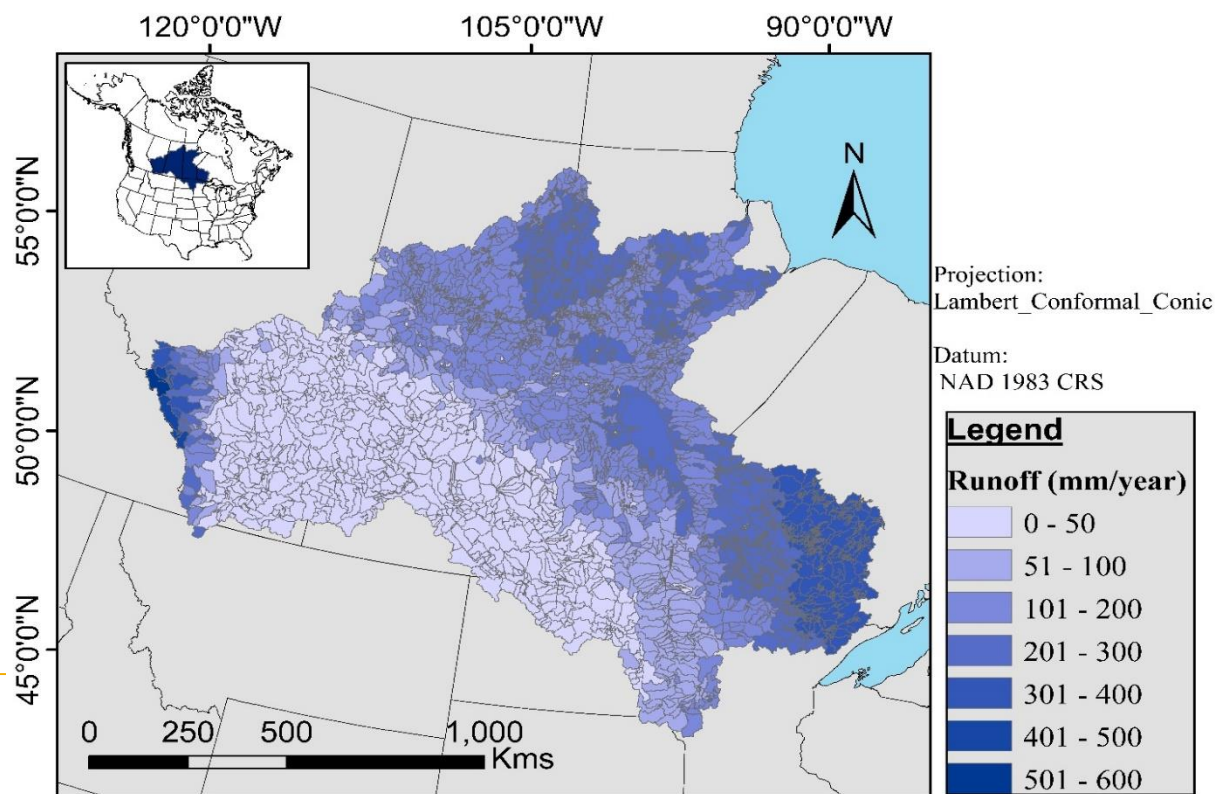 120°0'0"W
105°0'0"W
90°0'0"W
55°0'0"N
50°0'0"N
45°0'0"N
N
Projection:
Lambert_Conformal_Conic
Datum:
NAD 1983 CRS
Legend
Runoff (mm/year)
0 - 50
51 - 100
101 - 200
201 - 300
301 - 400
401 - 500
501 - 600
0 250 500 1,000
Kms